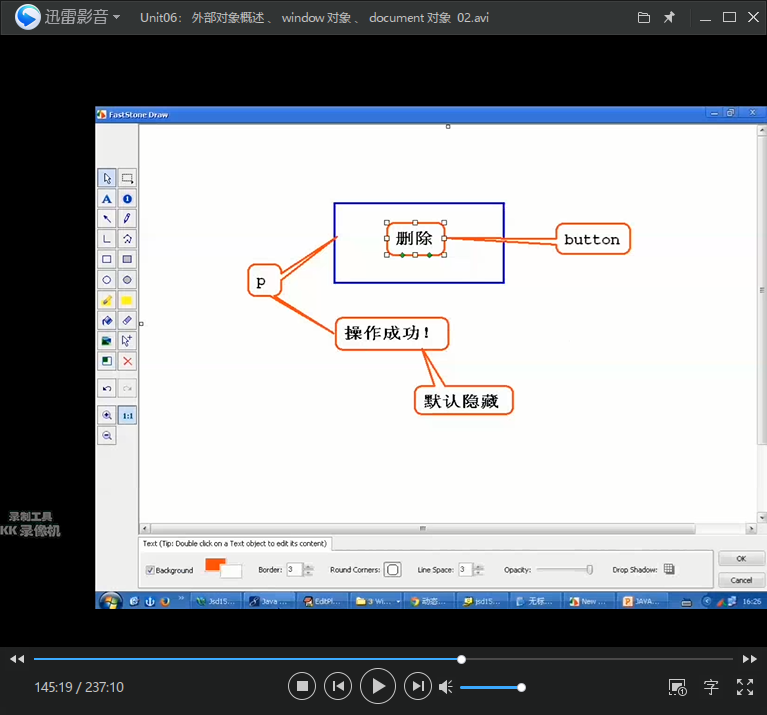 迅雷影音
Unit06: 外部对象概述 、 window 对象 、 document 对象 02.avi
FastStone Draw
删除
button
p
操作成功!
默认隐藏
录制工具
KK 录像机
Text (Tip: Double click on a Text object to edit its content)
Background
Border: 3
Round Corners:
Line Space: 3
Opacity:
Drop Shadow:
OK
Cancel
1:1
Jsd15...
Java ...
EditPl...
3 Wi...
动态...
jsd15...
无标...
New ...
JAVA...
16:26
145:19 / 237:10
字